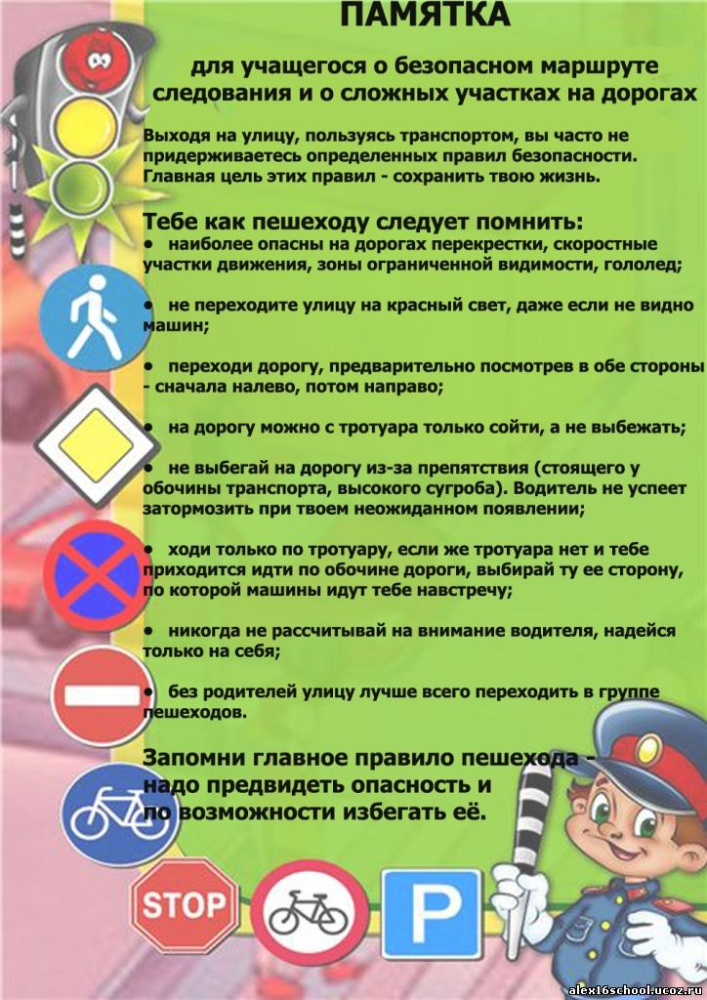 ПАМЯТКА
для учащегося о безопасном маршруте
следования и о сложных участках на дорогах
Выходя на улицу, пользуясь транспортом, вы часто не
придерживаетесь определенных правил безопасности.
Главная цель этих правил - сохранить твою жизнь.
Тебе как пешеходу следует помнить:
● наиболее опасны на дорогах перекрестки, скоростные
участки движения, зоны ограниченной видимости, гололед;
● не переходите улицу на красный свет, даже если не видно
машин;
● переходи дорогу, предварительно посмотрев в обе стороны
- сначала налево, потом направо;
● на дорогу можно с тротуара только сойти, а не выбежать;
● не выбегай на дорогу из-за препятствия (стоящего у
обочины транспорта, высокого сугроба). Водитель не успеет
затормозить при твоем неожиданном появлении;
● ходи только по тротуару, если же тротуара нет и тебе
приходится идти по обочине дороги, выбирай ту ее сторону,
по которой машины идут тебе навстречу;
● никогда не рассчитывай на внимание водителя, надейся
только на себя;
● без родителей улицу лучше всего переходить в группе
пешеходов.
Запомни главное правило пешехода -
надо предвидеть опасность и
по возможности избегать её.
STOP
P
alex16school.ucoz.ru